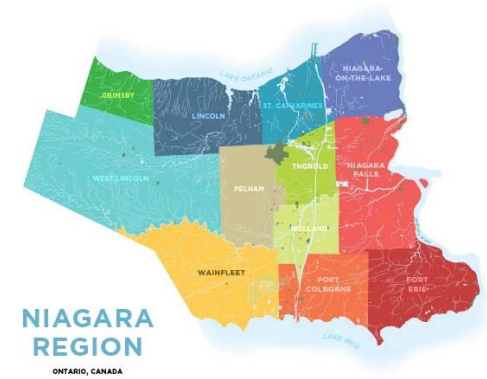 LAKE ONTARIO
NIAGARA-
ON-THE-LAKE
GRIMSBY
LINCOLN
ST. CATHARINES
WEST LINCOLN
PELHAM
THOROLD
NIAGARA
FALLS
WELLAND
WAINFLEET
PORT
COLBORNE
FORT
ERIE
LAKE ERIE
NIAGARA
REGION
ONTARIO, CANADA